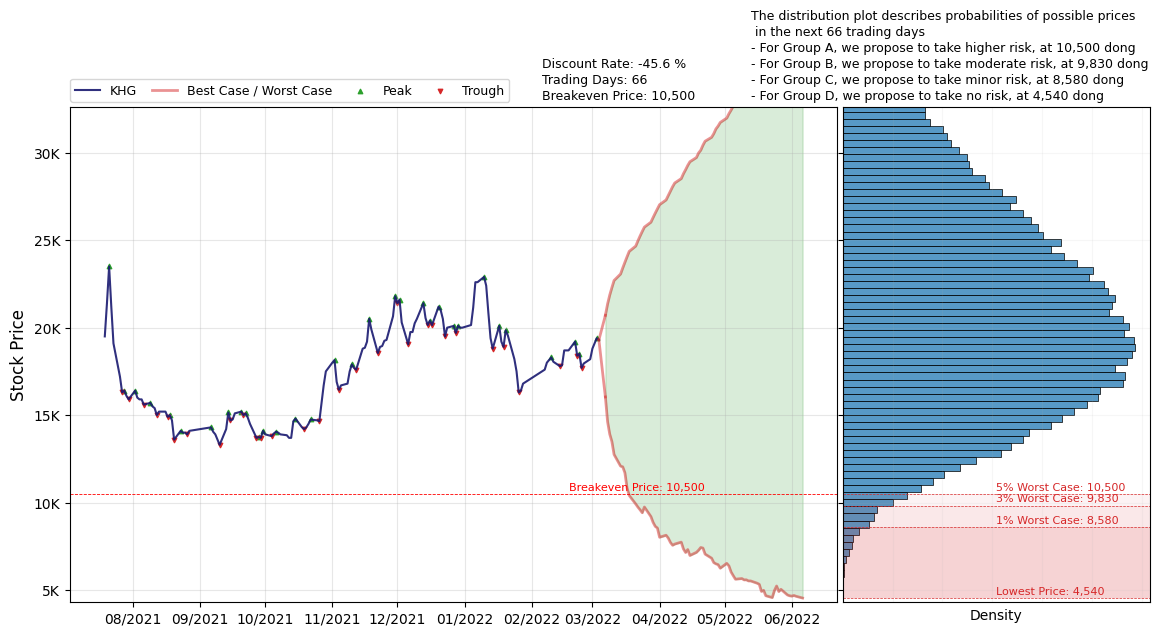 The distribution plot describes probabilities of possible prices
in the next 66 trading days
- For Group A, we propose to take higher risk, at 10,500 dong
- For Group B, we propose to take moderate risk, at 9,830 dong
- For Group C, we propose to take minor risk, at 8,580 dong
- For Group D, we propose to take no risk, at 4,540 dong
Discount Rate: -45.6 %
Trading Days: 66
Breakeven Price: 10,500
KHG Best Case / Worst Case Peak Trough
Stock Price
30K
25K
20K
15K
10K
5K
Breakeven Price: 10,500
5% Worst Case: 10,500
3% Worst Case: 9,830
1% Worst Case: 8,580
Lowest Price: 4,540
08/2021 09/2021 10/2021 11/2021 12/2021 01/2022 02/2022 03/2022 04/2022 05/2022 06/2022
Density